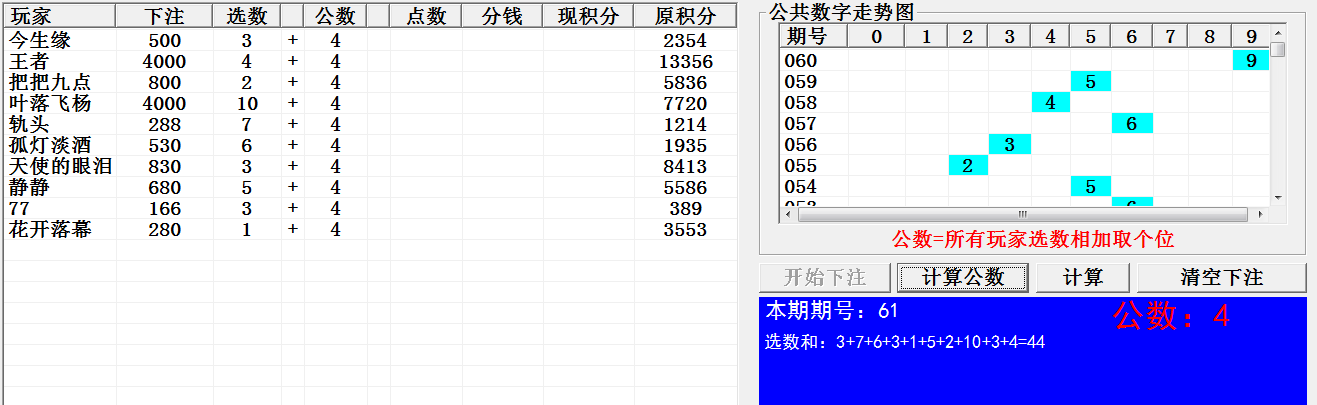 玩家 下注 选数 公数 点数 分钱 现积分 原积分
今生缘 500 3 + 4 2354
王者 4000 4 + 4 13356
把把九点 800 2 + 4 5836
叶落飞杨 4000 10 + 4 7720
轨头 288 7 + 4 1214
孤灯淡酒 530 6 + 4 1935
天使的眼泪 830 3 + 4 8413
静静 680 5 + 4 5586
77 166 3 + 4 389
花开落幕 280 1 + 4 3553
公共数字走势图
期号 0 1 2 3 4 5 6 7 8 9
060 9
059 5
058 4
057 6
056 3
055 2
054 5
公数=所有玩家选数相加取个位
开始下注 计算公数 计算 清空下注
本期期号：61 公数：4
选数和：3+7+6+3+1+5+2+10+3+4=44